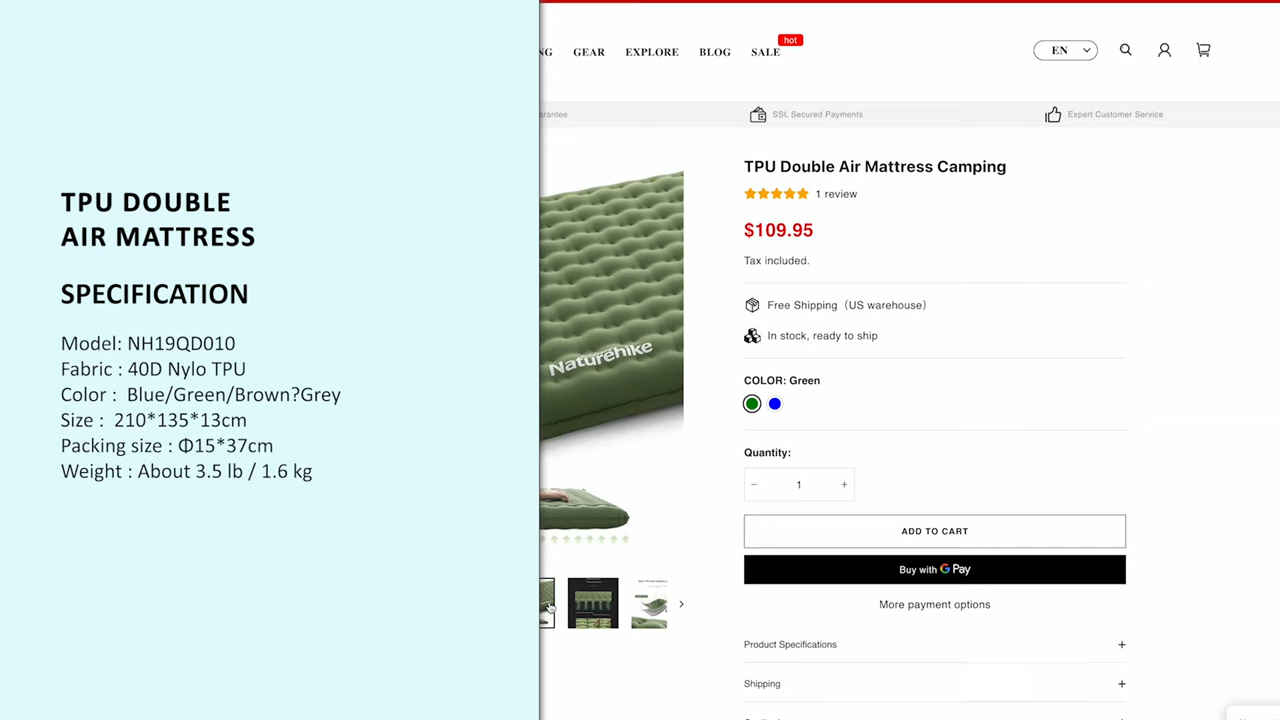 TPU DOUBLE
AIR MATTRESS
SPECIFICATION
Model: NH19QD010
Fabric : 40D Nylo TPU
Color :  Blue/Green/Brown?Grey
Size :  210*135*13cm
Packing size : Φ15*37cm
Weight : About 3.5 lb / 1.6 kg
GEAR EXPLORE BLOG SALE hot
EN
SSL Secured Payments
Expert Customer Service
TPU Double Air Mattress Camping
1 review
$109.95
Tax included.
Free Shipping（US warehouse）
In stock, ready to ship
COLOR: Green
Quantity:
− 1 +
ADD TO CART
Buy with G Pay
More payment options
Product Specifications +
Shipping +
Naturehike